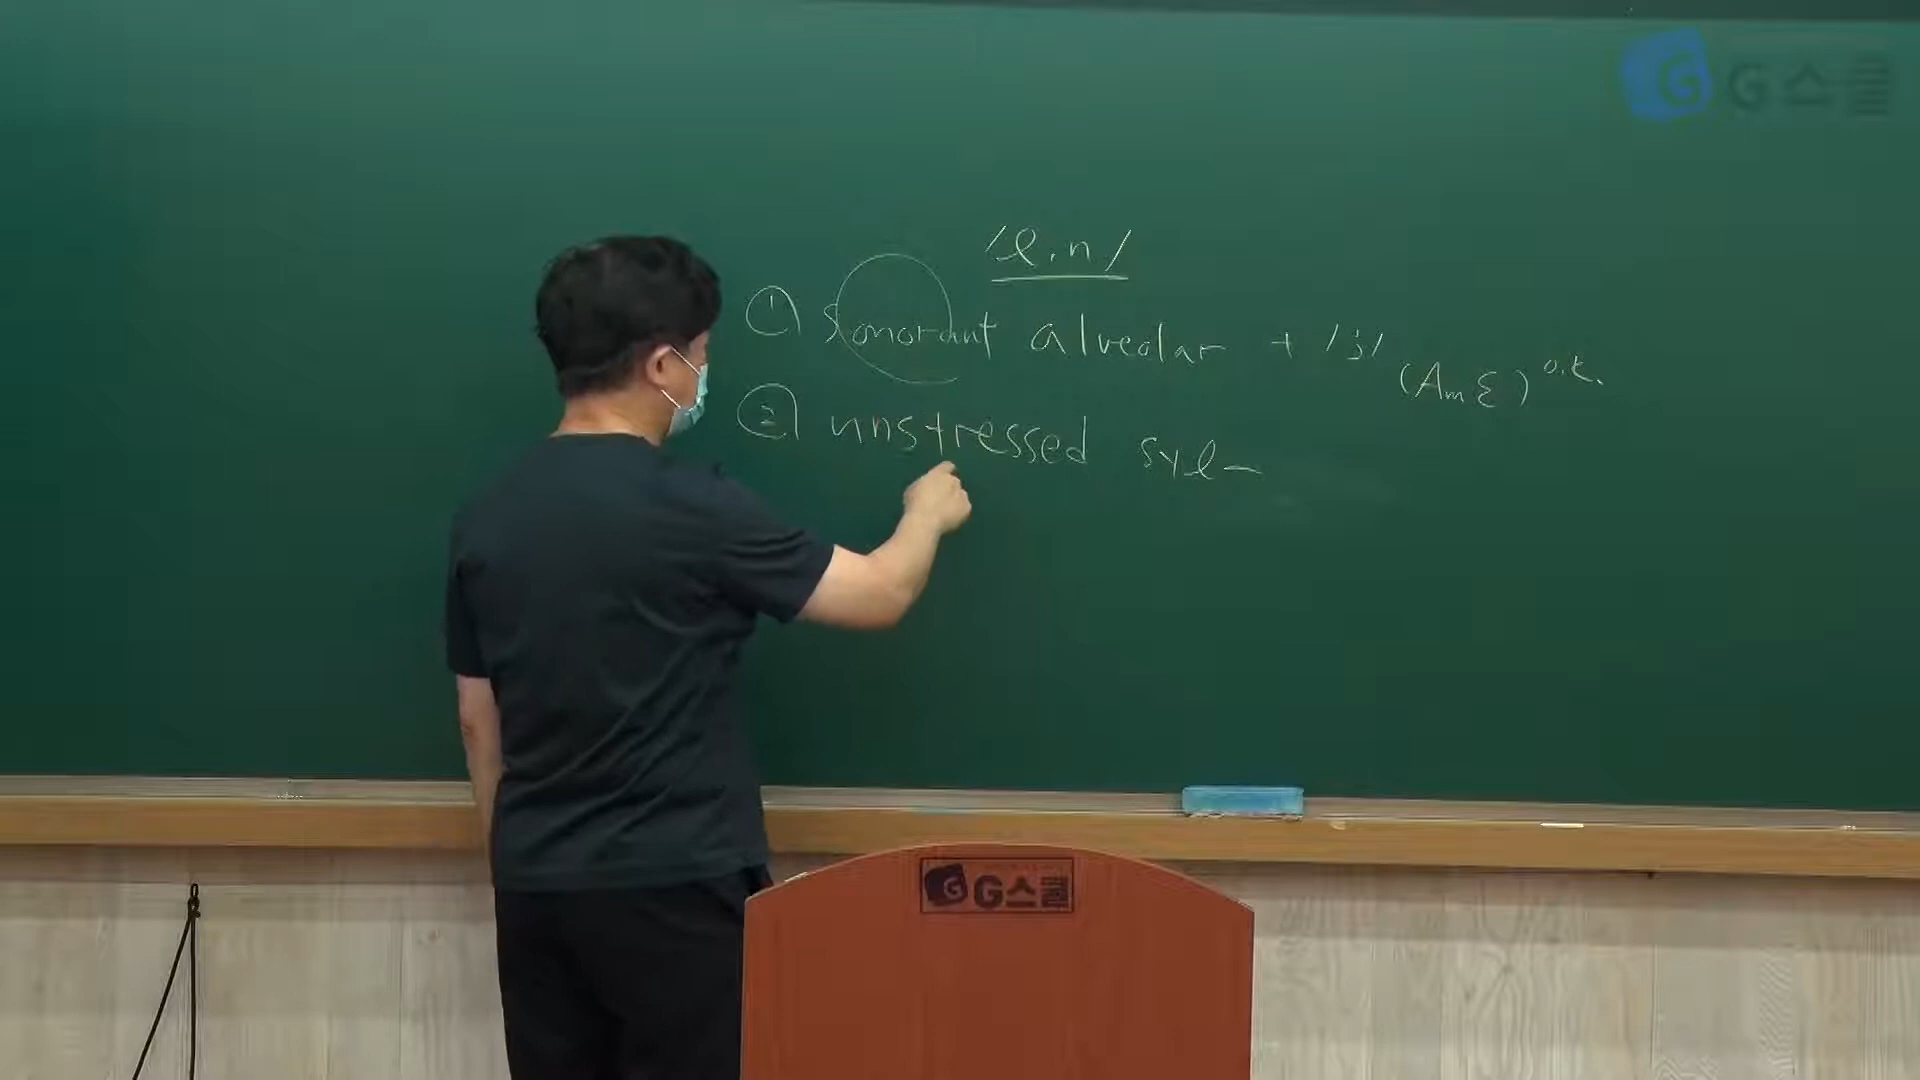 G스쿨
/l, n/
① Sonorant alveolar + /j/ (AmE) o.k.
② unstressed syl-
G G스쿨